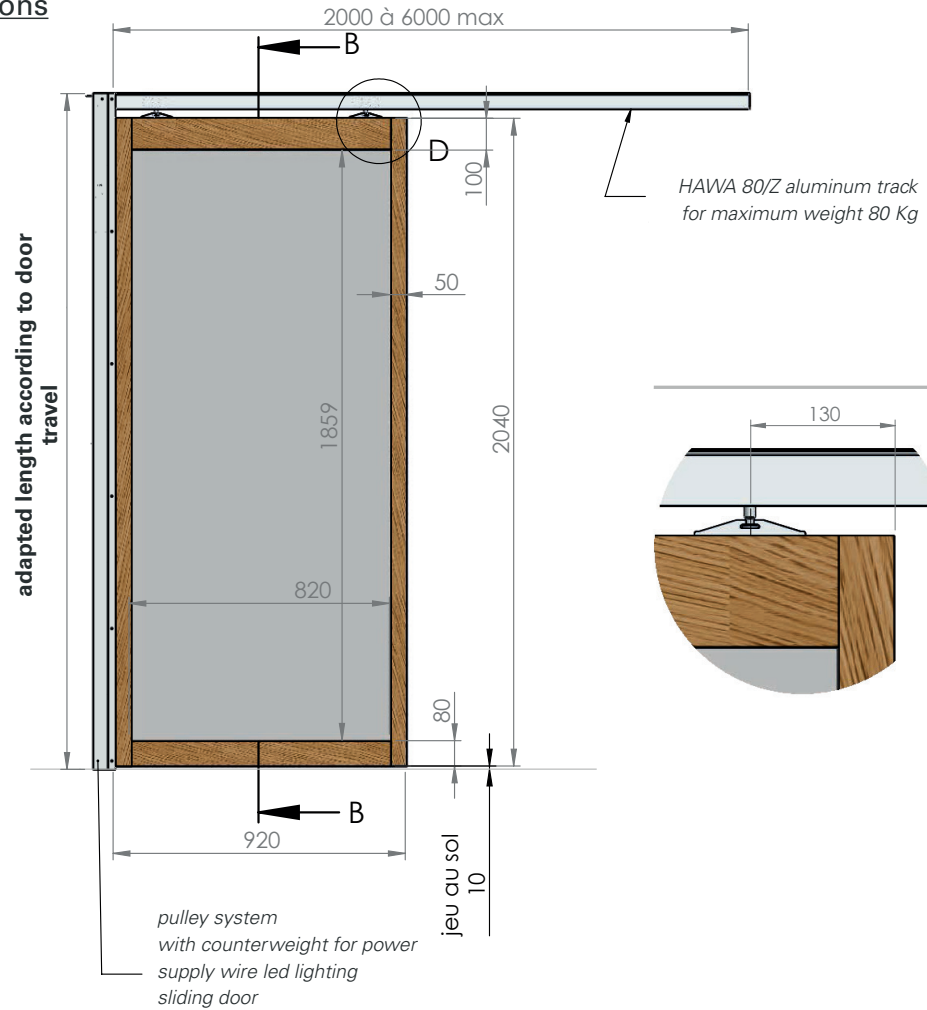 ons
2000 à 6000 max
B
D
100
HAWA 80/Z aluminum track
for maximum weight 80 Kg
50
adapted length according to door
travel
1859
2040
130
820
80
B
920
jeu au sol
10
pulley system
with counterweight for power
supply wire led lighting
sliding door